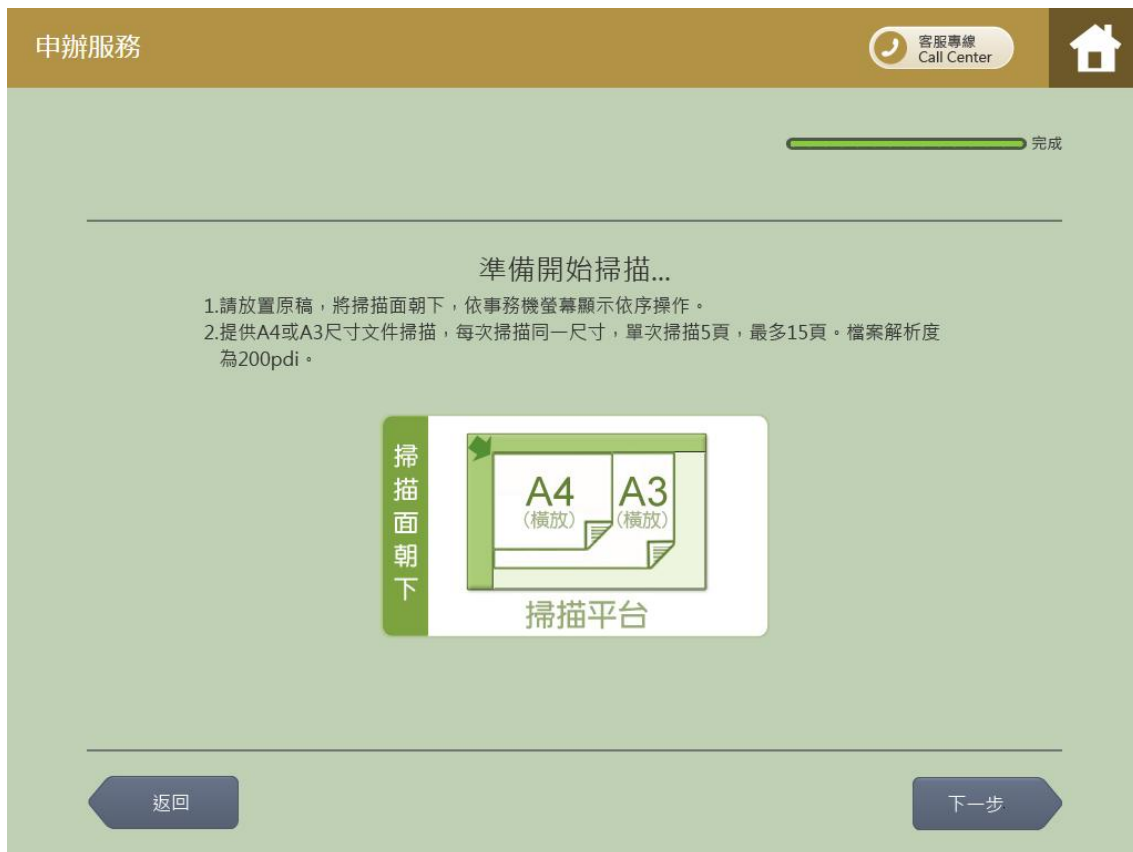 申辦服務
客服專線
Call Center
完成
準備開始掃描...
1.請放置原稿，將掃描面朝下，依事務機螢幕顯示依序操作。
2.提供A4或A3尺寸文件掃描，每次掃描同一尺寸，單次掃描5頁，最多15頁。檔案解析度
為200pdi。
掃描面朝下
A4
(橫放)
A3
(橫放)
掃描平台
返回
下一步